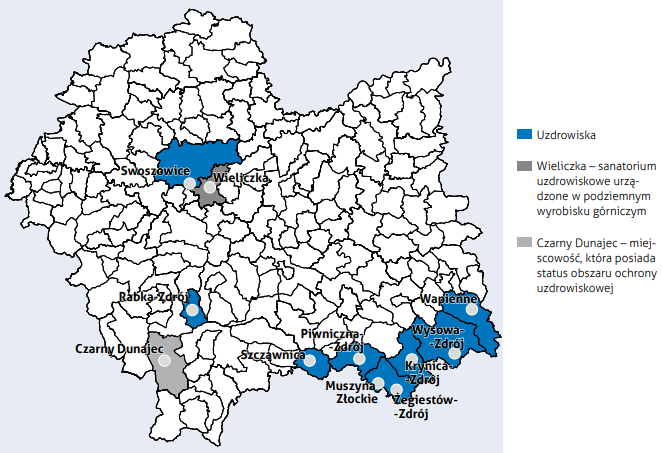 Swoszowice
Wieliczka
Rabka-Zdrój
Czarny Dunajec
Szczawnica
Piwniczna-
-Zdrój
Muszyna
Złockie
Żegiestów-
-Zdrój
Krynica-
-Zdrój
Wysowa-
-Zdrój
Wapienne
Uzdrowiska
Wieliczka – sanatorium
uzdrowiskowe urzą-
dzone w podziemnym
wyrobisku górniczym
Czarny Dunajec – miej-
scowość, która posiada
status obszaru ochrony
uzdrowiskowej